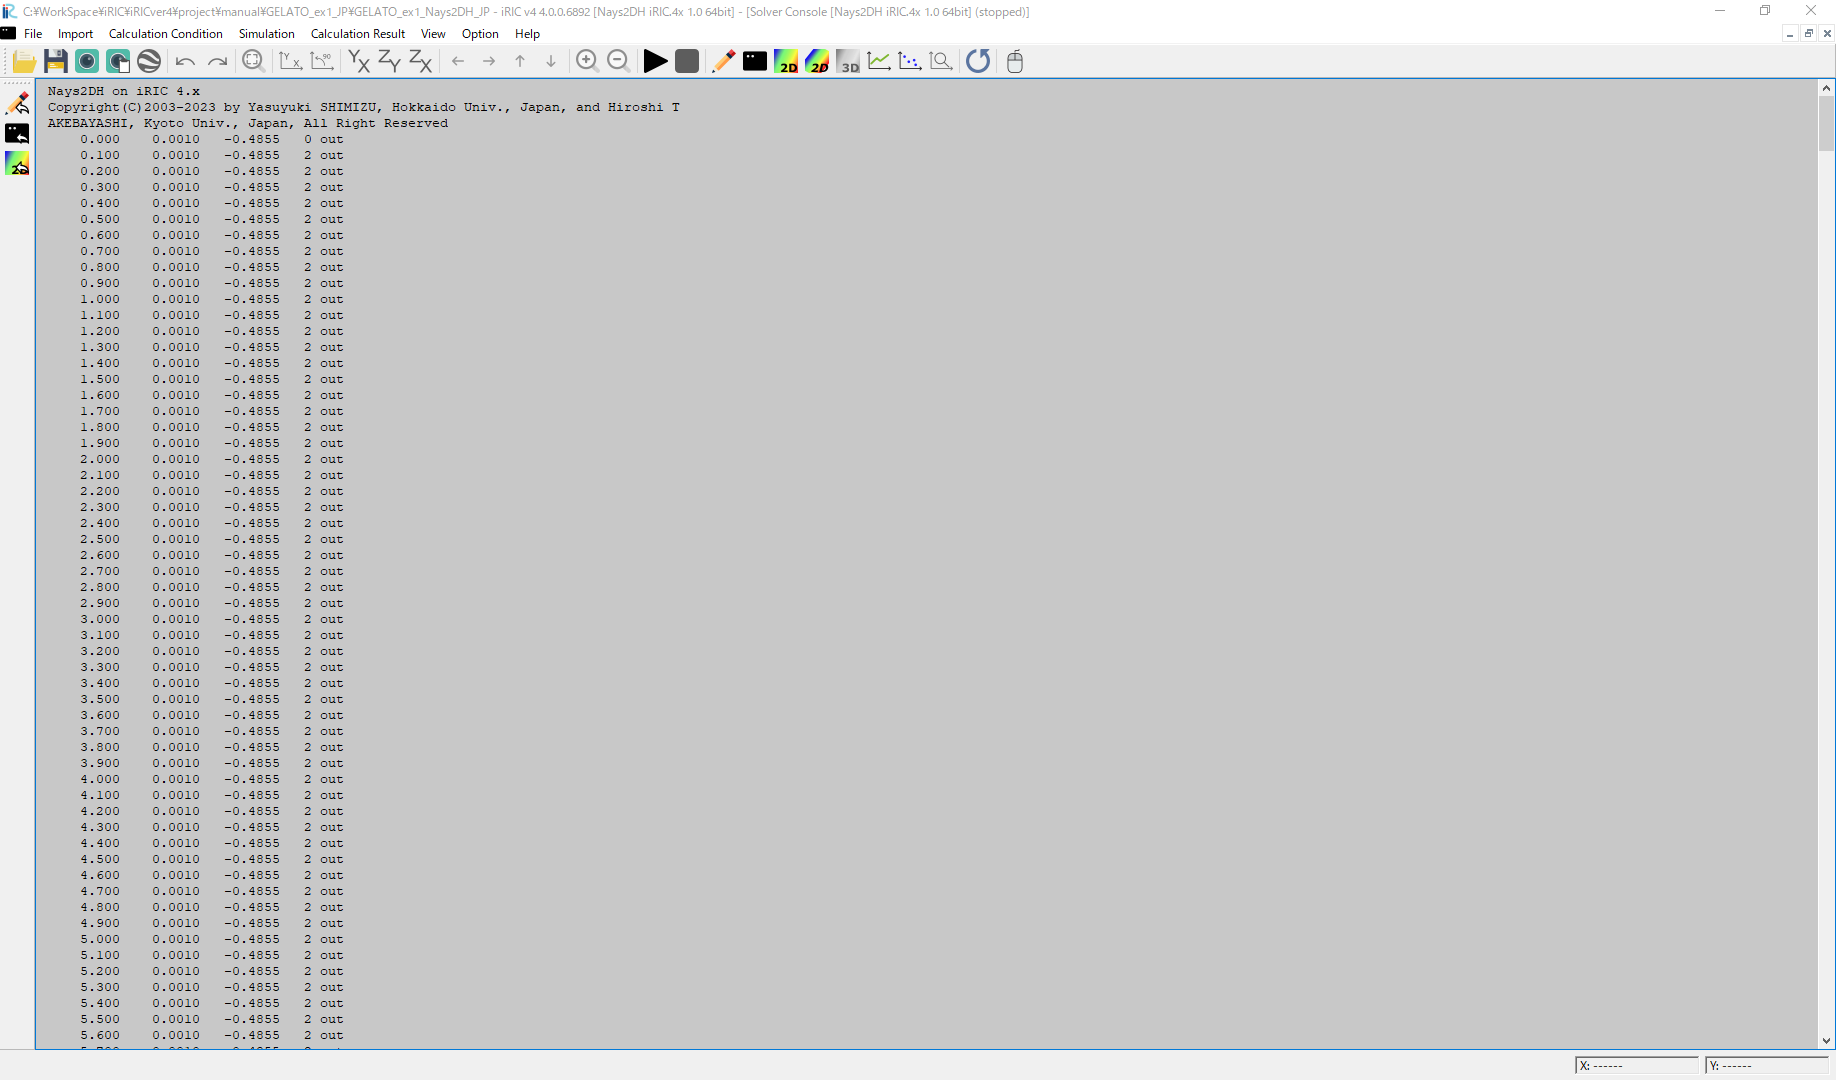 C:¥WorkSpace¥iRIC¥iRICver4¥project¥manual¥GELATO_ex1_JP¥GELATO_ex1_Nays2DH_JP - iRIC v4 4.0.0.6892 [Nays2DH iRIC.4x 1.0 64bit] - [Solver Console [Nays2DH iRIC.4x 1.0 64bit] (stopped)]
File Import Calculation Condition Simulation Calculation Result View Option Help
Y X Y X 90 YX ZY ZX 2D 2D 3D
2D
Nays2DH on iRIC 4.x
Copyright(C)2003-2023 by Yasuyuki SHIMIZU, Hokkaido Univ., Japan, and Hiroshi T
AKEBAYASHI, Kyoto Univ., Japan, All Right Reserved
0.000 0.0010 -0.4855 0 out
0.100 0.0010 -0.4855 2 out
0.200 0.0010 -0.4855 2 out
0.300 0.0010 -0.4855 2 out
0.400 0.0010 -0.4855 2 out
0.500 0.0010 -0.4855 2 out
0.600 0.0010 -0.4855 2 out
0.700 0.0010 -0.4855 2 out
0.800 0.0010 -0.4855 2 out
0.900 0.0010 -0.4855 2 out
1.000 0.0010 -0.4855 2 out
1.100 0.0010 -0.4855 2 out
1.200 0.0010 -0.4855 2 out
1.300 0.0010 -0.4855 2 out
1.400 0.0010 -0.4855 2 out
1.500 0.0010 -0.4855 2 out
1.600 0.0010 -0.4855 2 out
1.700 0.0010 -0.4855 2 out
1.800 0.0010 -0.4855 2 out
1.900 0.0010 -0.4855 2 out
2.000 0.0010 -0.4855 2 out
2.100 0.0010 -0.4855 2 out
2.200 0.0010 -0.4855 2 out
2.300 0.0010 -0.4855 2 out
2.400 0.0010 -0.4855 2 out
2.500 0.0010 -0.4855 2 out
2.600 0.0010 -0.4855 2 out
2.700 0.0010 -0.4855 2 out
2.800 0.0010 -0.4855 2 out
2.900 0.0010 -0.4855 2 out
3.000 0.0010 -0.4855 2 out
3.100 0.0010 -0.4855 2 out
3.200 0.0010 -0.4855 2 out
3.300 0.0010 -0.4855 2 out
3.400 0.0010 -0.4855 2 out
3.500 0.0010 -0.4855 2 out
3.600 0.0010 -0.4855 2 out
3.700 0.0010 -0.4855 2 out
3.800 0.0010 -0.4855 2 out
3.900 0.0010 -0.4855 2 out
4.000 0.0010 -0.4855 2 out
4.100 0.0010 -0.4855 2 out
4.200 0.0010 -0.4855 2 out
4.300 0.0010 -0.4855 2 out
4.400 0.0010 -0.4855 2 out
4.500 0.0010 -0.4855 2 out
4.600 0.0010 -0.4855 2 out
4.700 0.0010 -0.4855 2 out
4.800 0.0010 -0.4855 2 out
4.900 0.0010 -0.4855 2 out
5.000 0.0010 -0.4855 2 out
5.100 0.0010 -0.4855 2 out
5.200 0.0010 -0.4855 2 out
5.300 0.0010 -0.4855 2 out
5.400 0.0010 -0.4855 2 out
5.500 0.0010 -0.4855 2 out
5.600 0.0010 -0.4855 2 out
X: ------ Y: ------